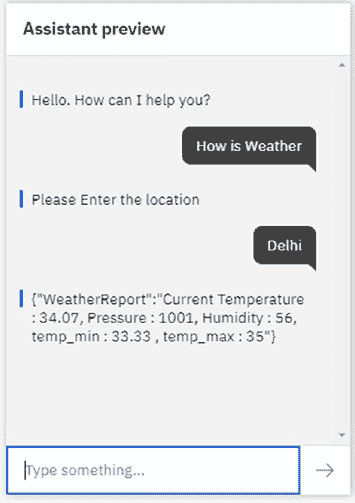 Assistant preview
Hello. How can I help you?
How is Weather
Please Enter the location
Delhi
{"WeatherReport":"Current Temperature
: 34.07, Pressure : 1001, Humidity : 56,
temp_min : 33.33 , temp_max : 35"}
Type something...